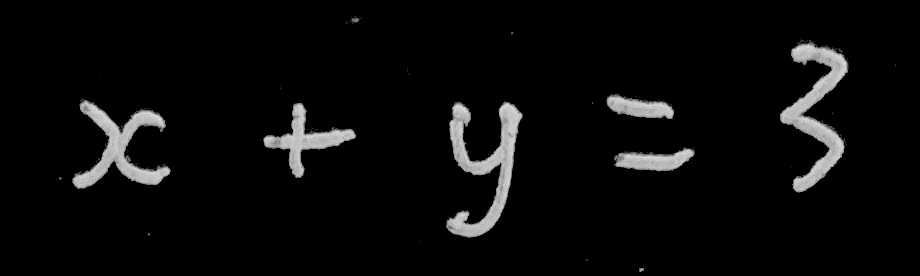 x + y = 3